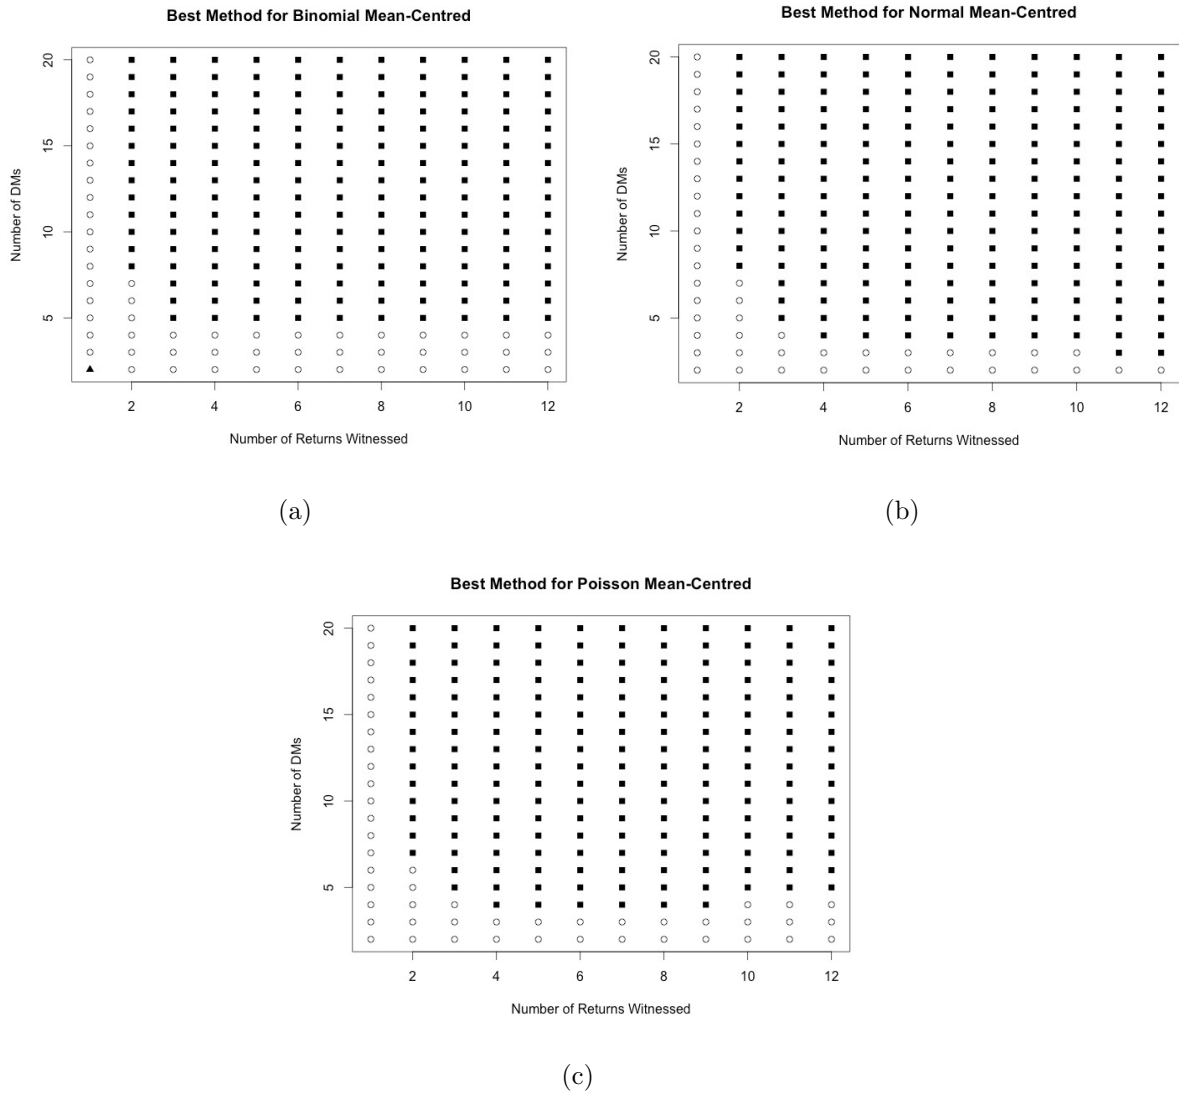 Best Method for Binomial Mean-Centred
Number of DMs
20
15
10
5
2 4 6 8 10 12
Number of Returns Witnessed
(a)
Best Method for Normal Mean-Centred
Number of DMs
20
15
10
5
2 4 6 8 10 12
Number of Returns Witnessed
(b)
Best Method for Poisson Mean-Centred
Number of DMs
20
15
10
5
2 4 6 8 10 12
Number of Returns Witnessed
(c)